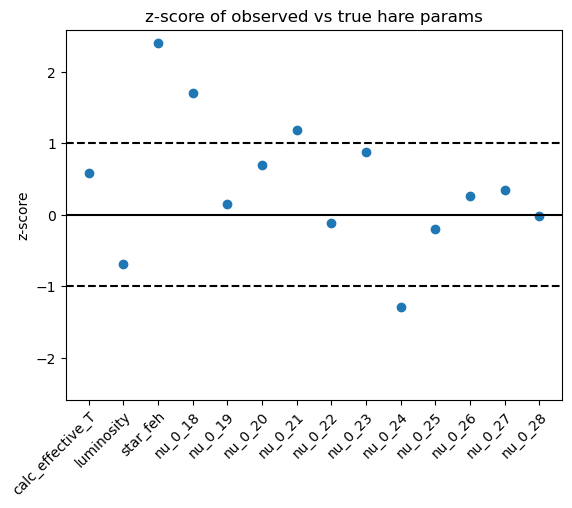 z-score of observed vs true hare params
z-score
2
1
0
−1
−2
calc_effective_T
luminosity
star_feh
nu_0_18
nu_0_19
nu_0_20
nu_0_21
nu_0_22
nu_0_23
nu_0_24
nu_0_25
nu_0_26
nu_0_27
nu_0_28